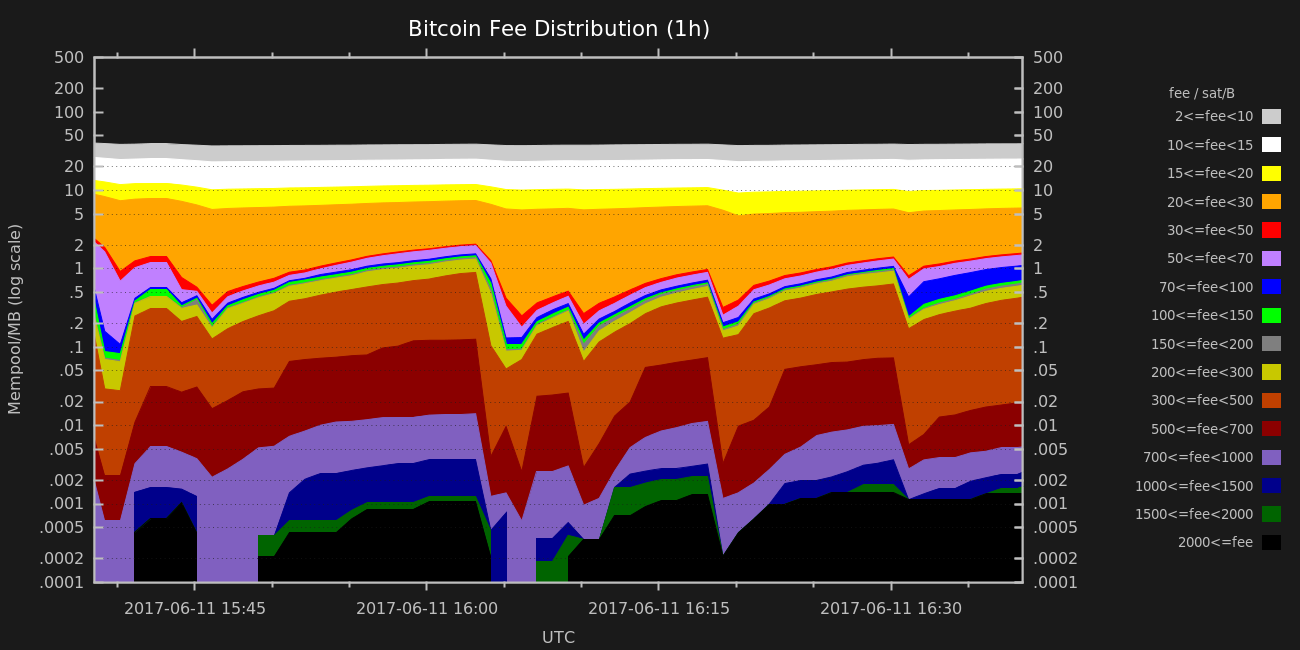 Bitcoin Fee Distribution (1h)
500 500
200 200
100 100
50 50
20 20
10 10
5 5
2 2
1 1
.5 .5
.2 .2
.1 .1
.05 .05
.02 .02
.01 .01
.005 .005
.002 .002
.001 .001
.0005 .0005
.0002 .0002
.0001 .0001
Mempool/MB (log scale)
2017-06-11 15:45 2017-06-11 16:00 2017-06-11 16:15 2017-06-11 16:30
UTC
fee / sat/B
2<=fee<10
10<=fee<15
15<=fee<20
20<=fee<30
30<=fee<50
50<=fee<70
70<=fee<100
100<=fee<150
150<=fee<200
200<=fee<300
300<=fee<500
500<=fee<700
700<=fee<1000
1000<=fee<1500
1500<=fee<2000
2000<=fee